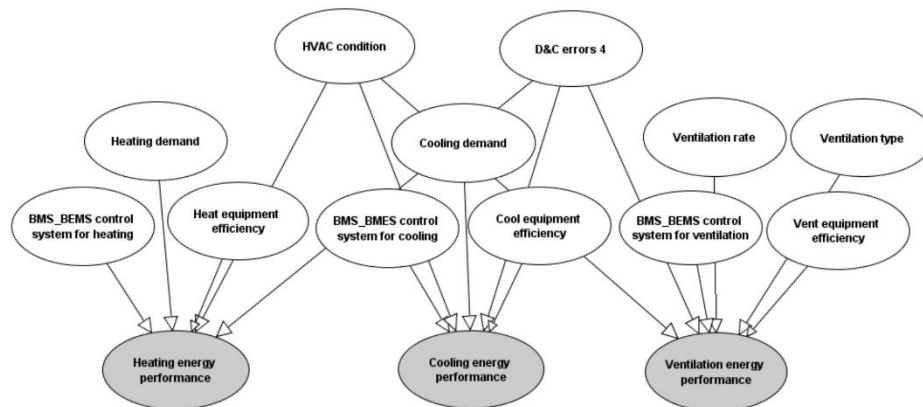 HVAC condition
D&C errors 4
Heating demand
Cooling demand
Ventilation rate
Ventilation type
BMS_BEMS control
system for heating
Heat equipment
efficiency
BMS_BMES control
system for cooling
Cool equipment
efficiency
BMS_BEMS control
system for ventilation
Vent equipment
efficiency
Heating energy
performance
Cooling energy
performance
Ventilation energy
performance